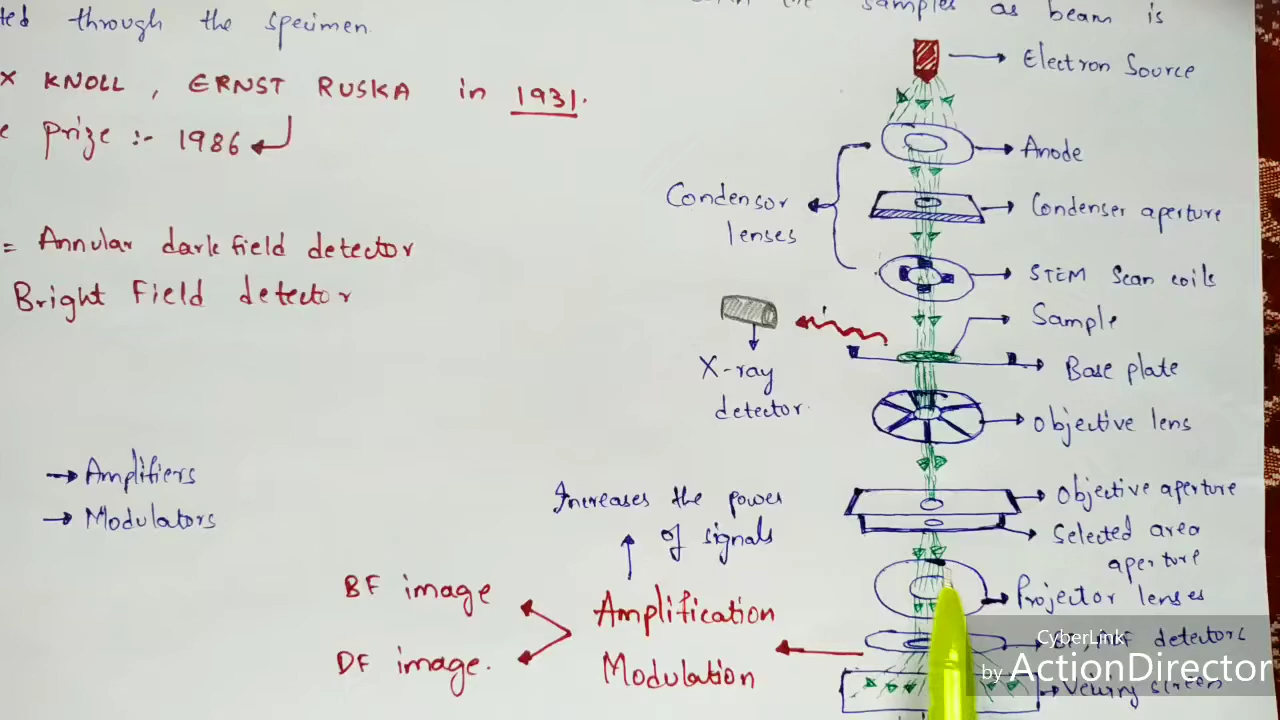 ted through the specimen.
the samples as beam is
X KNOLL, ERNST RUSKA in 1931.
e prize :- 1986
= Annular dark field detector
Bright Field detector
→ Amplifiers
→ Modulators
Electron Source
Anode
Condensor
lenses
Condenser aperture
STEM Scan coils
Sample
Base plate
X-ray
detector
Objective lens
Objective aperture
Selected area
aperture
Projector lenses
detectors
screen
Increases the power
of signals
Amplification
Modulation
BF image
DF image.
CyberLink
by ActionDirector